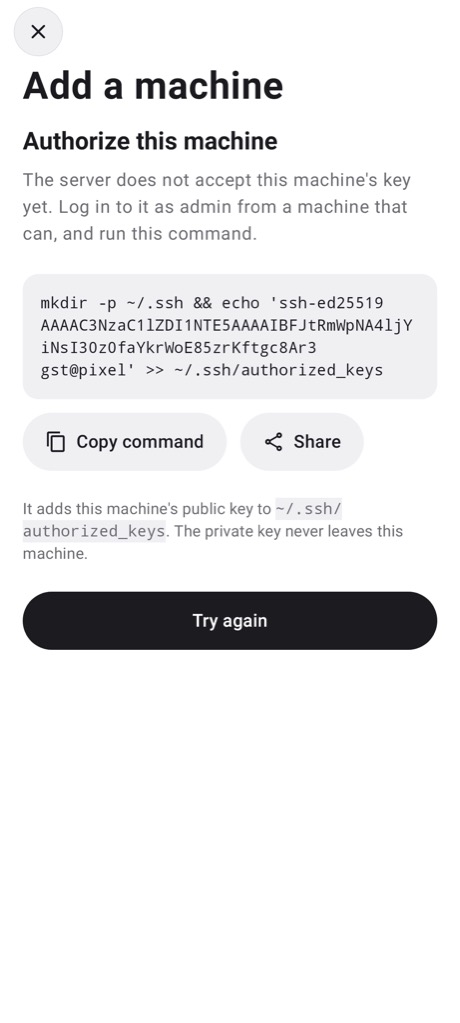 Add a machine
Authorize this machine
The server does not accept this machine's key
yet. Log in to it as admin from a machine that
can, and run this command.
mkdir -p ~/.ssh && echo 'ssh-ed25519
AAAAC3NzaC1lZDI1NTE5AAAAIBFJtRmWpNA4ljY
iNsI3OzOfaYkrWoE85zrKftgc8Ar3
gst@pixel' >> ~/.ssh/authorized_keys
Copy command
Share
It adds this machine's public key to ~/.ssh/
authorized_keys. The private key never leaves this
machine.
Try again